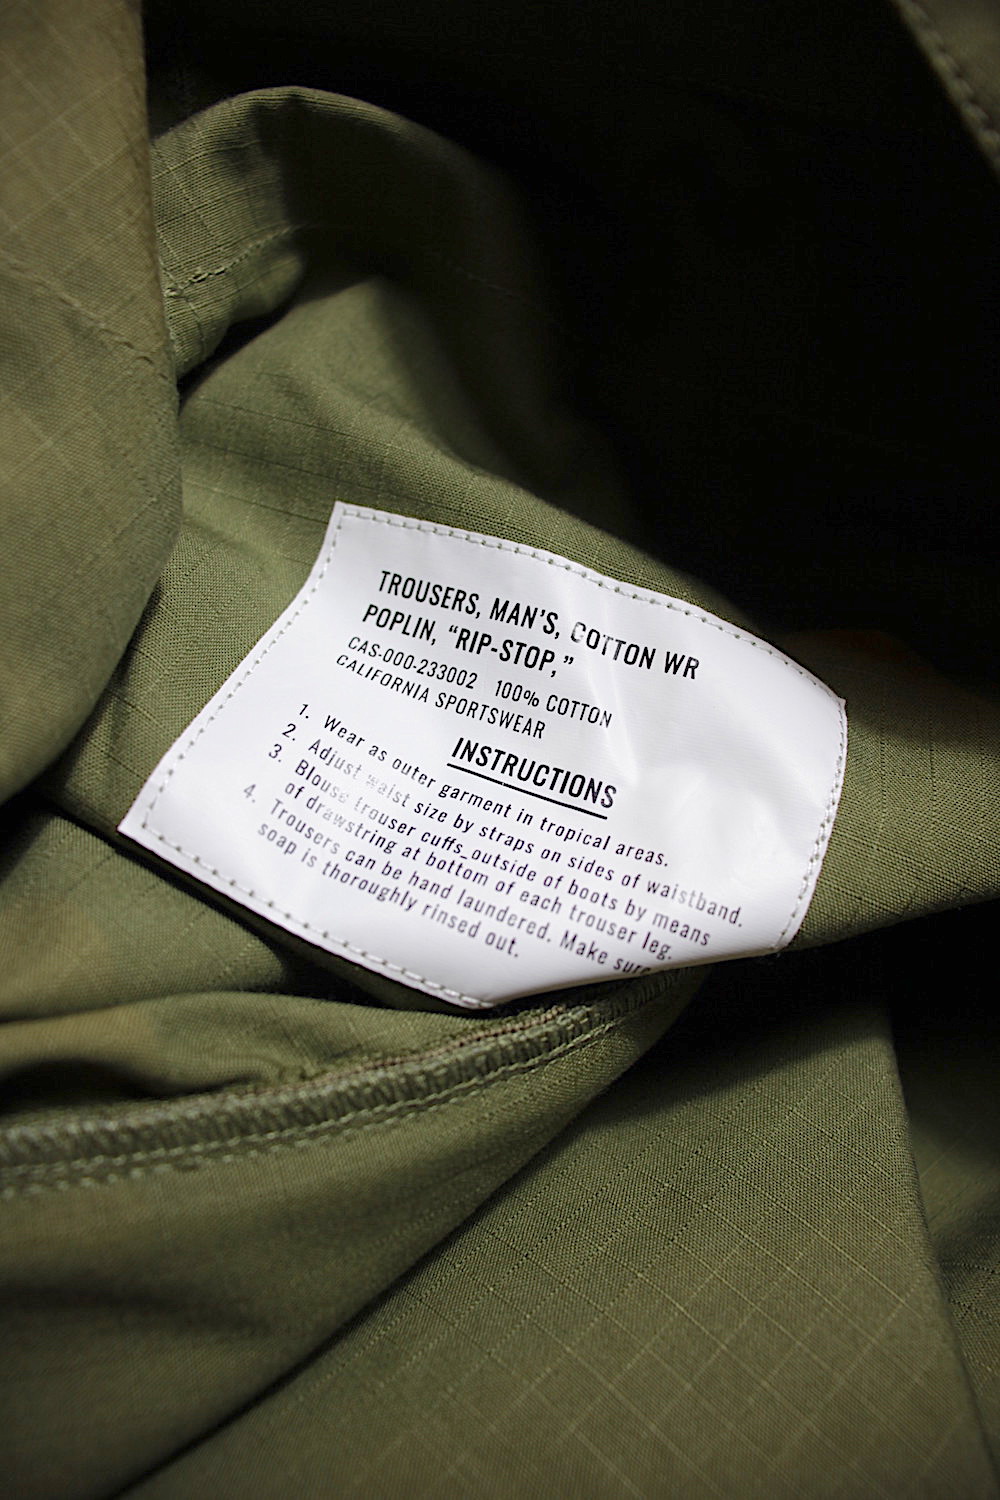 TROUSERS, MAN'S, COTTON WR
POPLIN, “RIP-STOP,”
CAS-000-233002 100% COTTON
CALIFORNIA SPORTSWEAR
INSTRUCTIONS
1. Wear as outer garment in tropical areas.
2. Adjust waist size by straps on sides of waistband.
3. Blouse trouser cuffs outside of boots by means
of drawstring at bottom of each trouser leg.
4. Trousers can be hand laundered. Make sure
soap is thoroughly rinsed out.